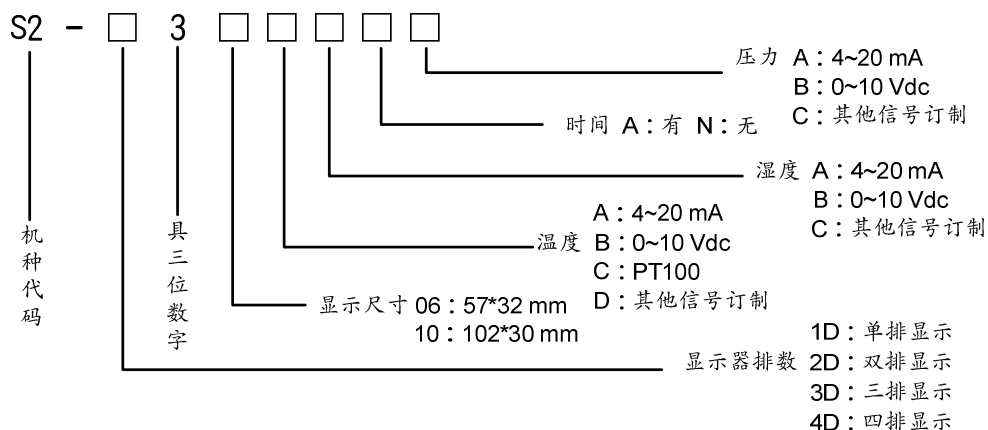 S2 - □ 3 □ □ □ □ □
压力 A：4~20 mA
B：0~10 Vdc
C：其他信号订制
时间 A：有 N：无
湿度 A：4~20 mA
B：0~10 Vdc
C：其他信号订制
A：4~20 mA
温度 B：0~10 Vdc
C：PT100
D：其他信号订制
显示尺寸 06：57*32 mm
10：102*30 mm
具三位数字
机种代码
1D：单排显示
显示器排数 2D：双排显示
3D：三排显示
4D：四排显示